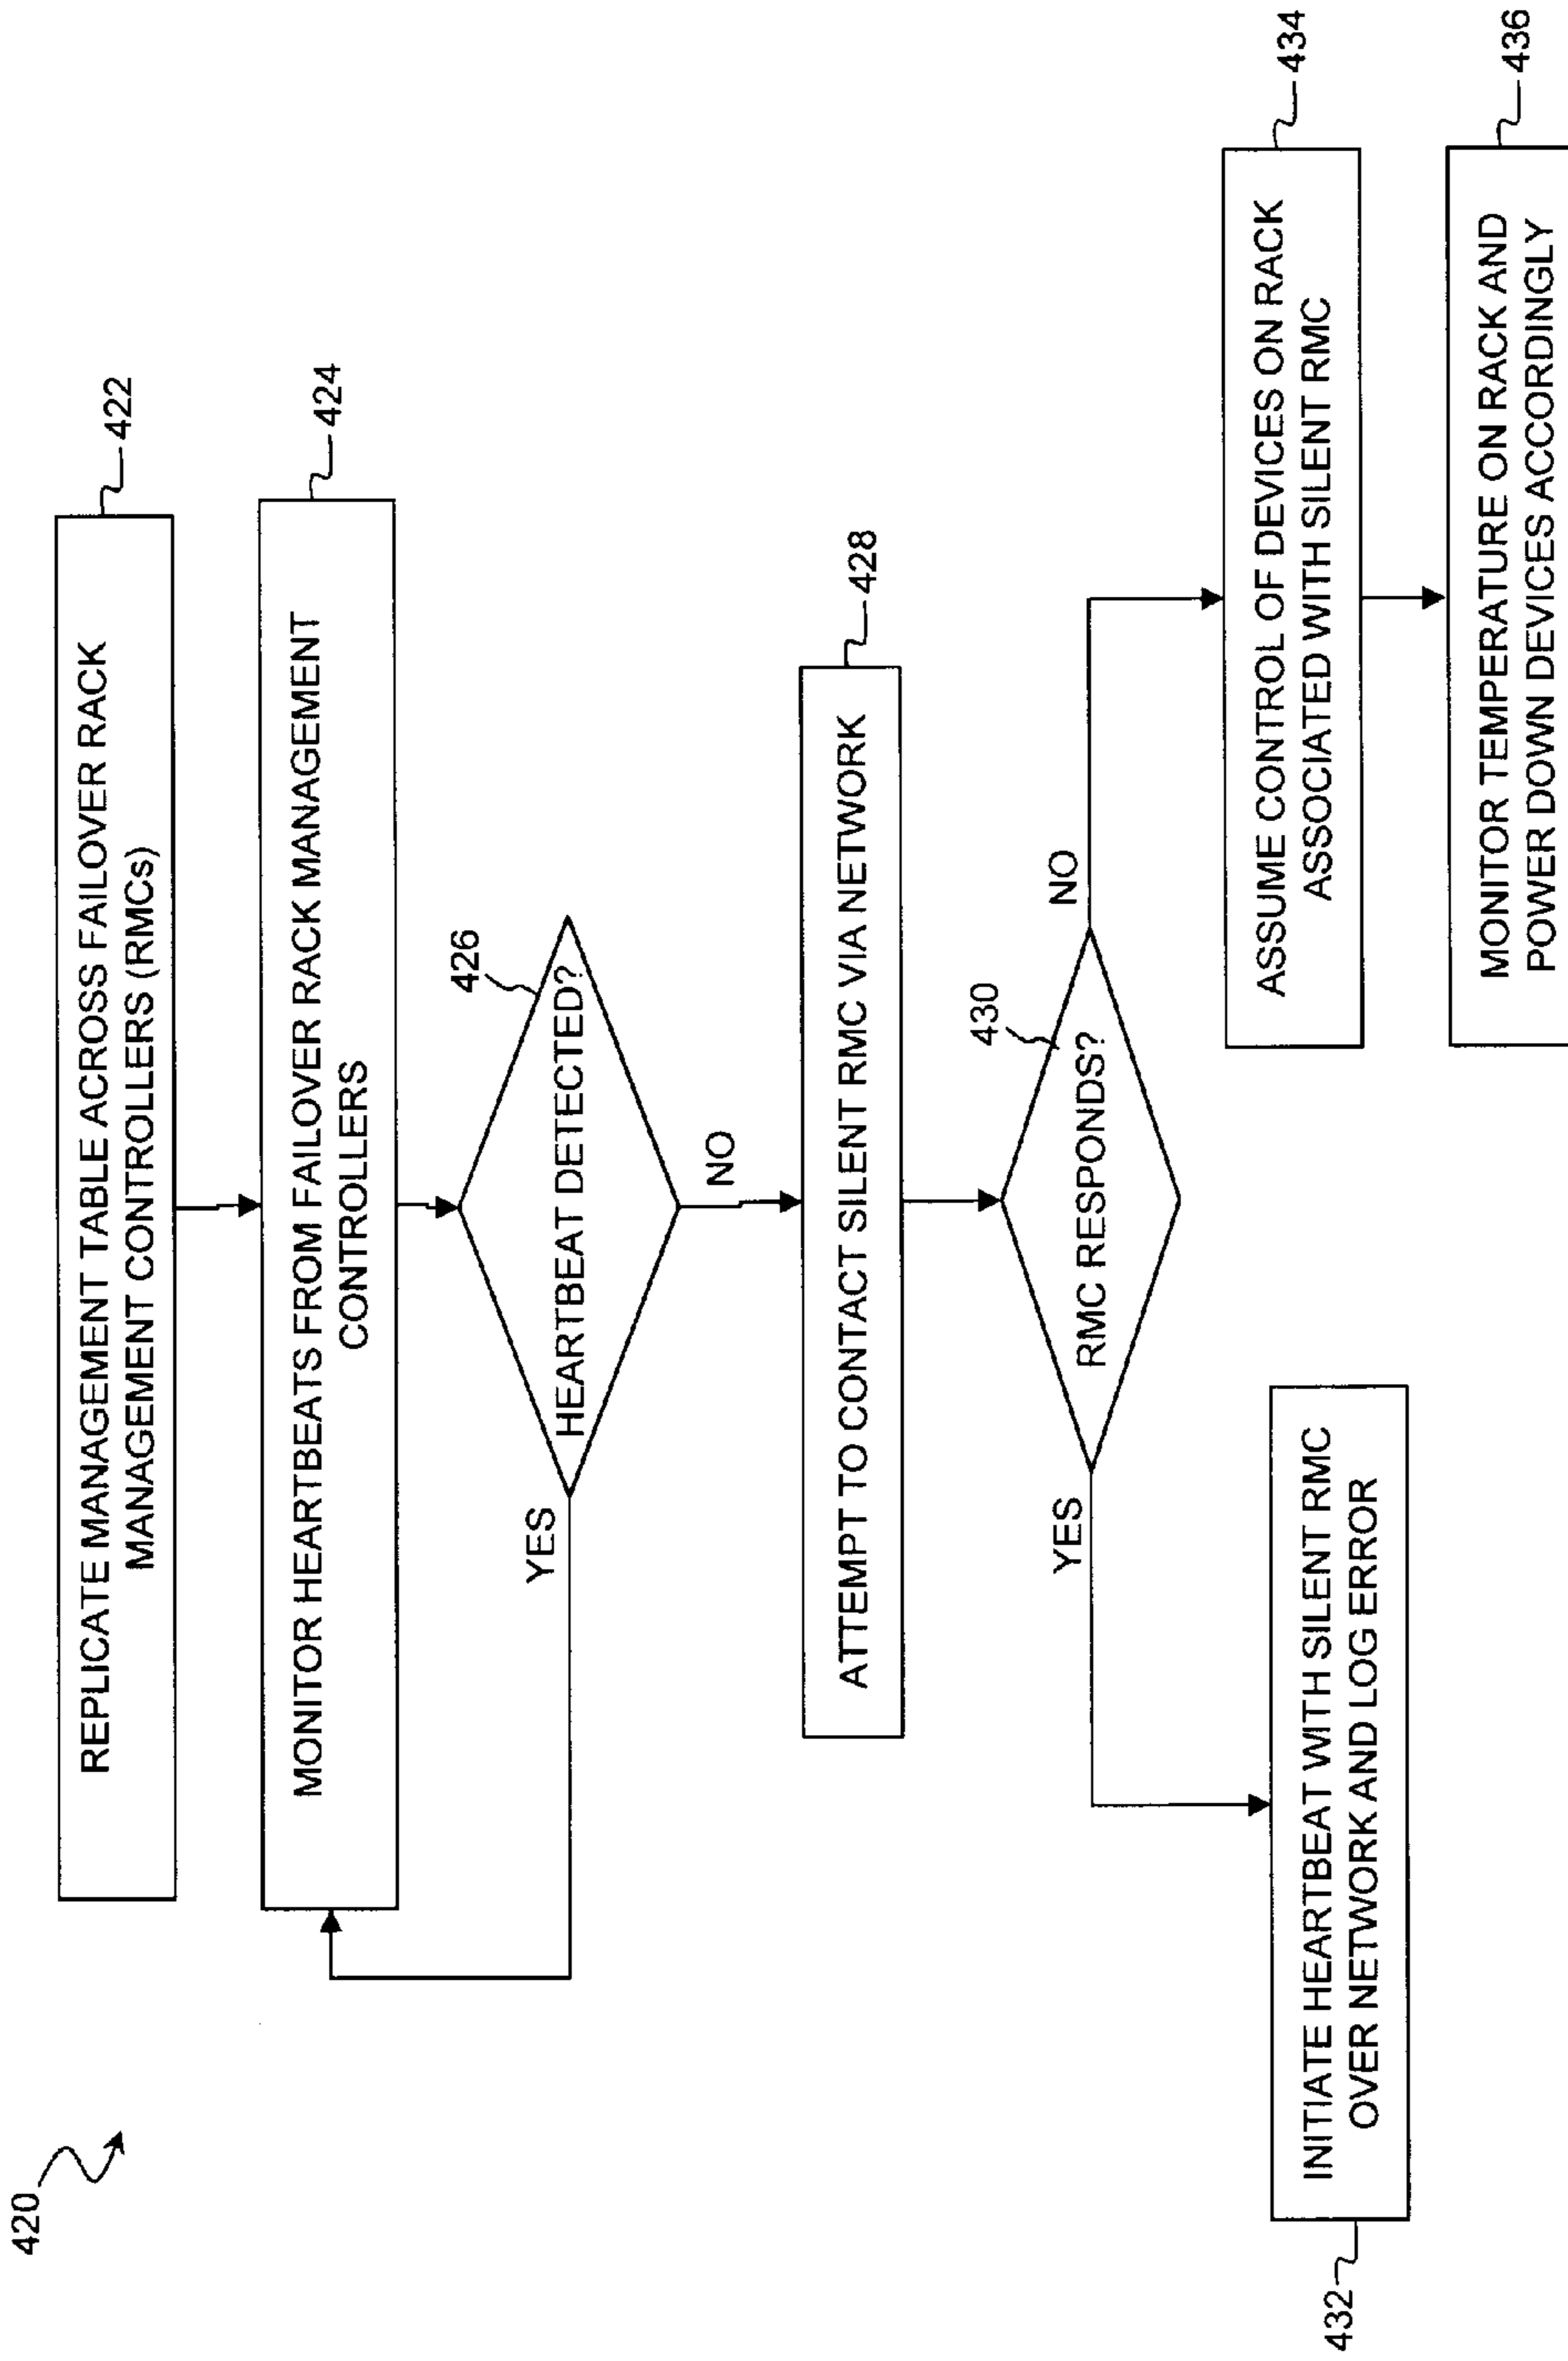 420
REPLICATE MANAGEMENT TABLE ACROSS FAILOVER RACK
MANAGEMENT CONTROLLERS (RMCs)
422
MONITOR HEARTBEATS FROM FAILOVER RACK MANAGEMENT
CONTROLLERS
424
426
HEARTBEAT DETECTED?
YES
NO
ATTEMPT TO CONTACT SILENT RMC VIA NETWORK
428
430
RMC RESPONDS?
YES
NO
INITIATE HEARTBEAT WITH SILENT RMC
OVER NETWORK AND LOG ERROR
432
ASSUME CONTROL OF DEVICES ON RACK
ASSOCIATED WITH SILENT RMC
434
MONITOR TEMPERATURE ON RACK AND
POWER DOWN DEVICES ACCORDINGLY
436